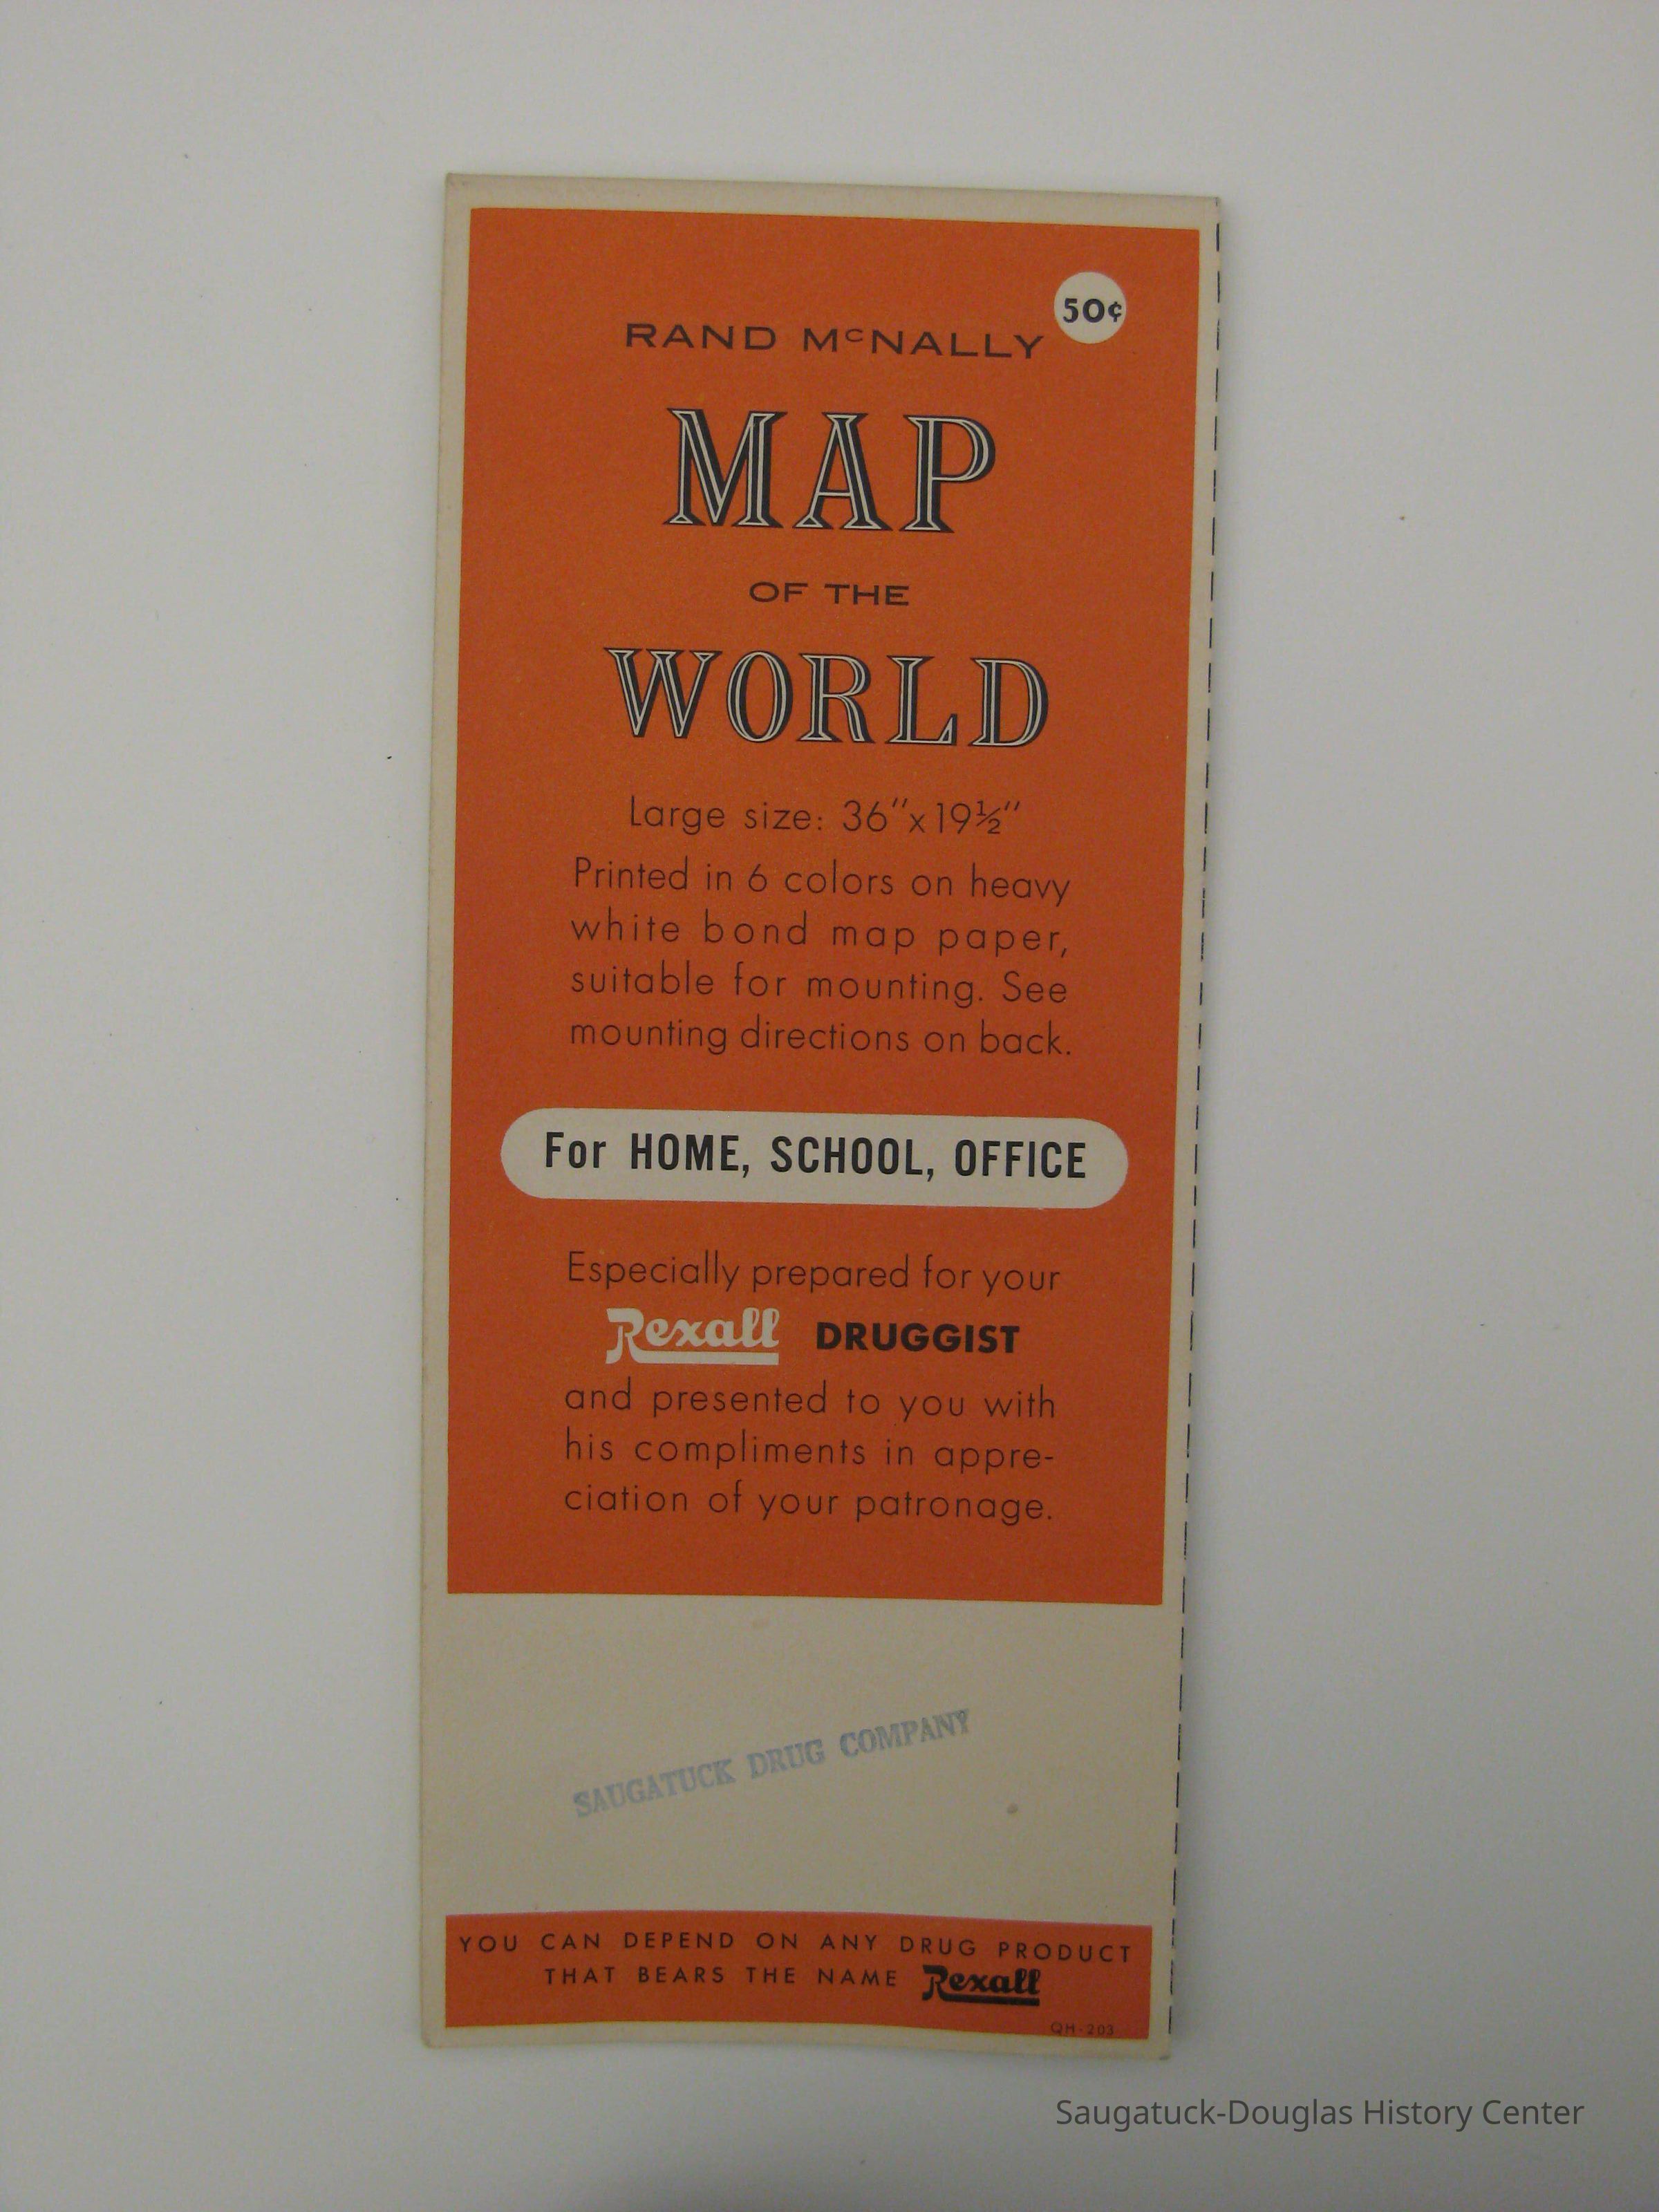 50¢
RAND McNALLY
MAP
OF THE
WORLD
Large size: 36"x19½"
Printed in 6 colors on heavy
white bond map paper,
suitable for mounting. See
mounting directions on back.
For HOME, SCHOOL, OFFICE
Especially prepared for your
Rexall DRUGGIST
and presented to you with
his compliments in appre-
ciation of your patronage.
SAUGATUCK DRUG COMPANY
YOU CAN DEPEND ON ANY DRUG PRODUCT
THAT BEARS THE NAME Rexall
QH-203
Saugatuck-Douglas History Center